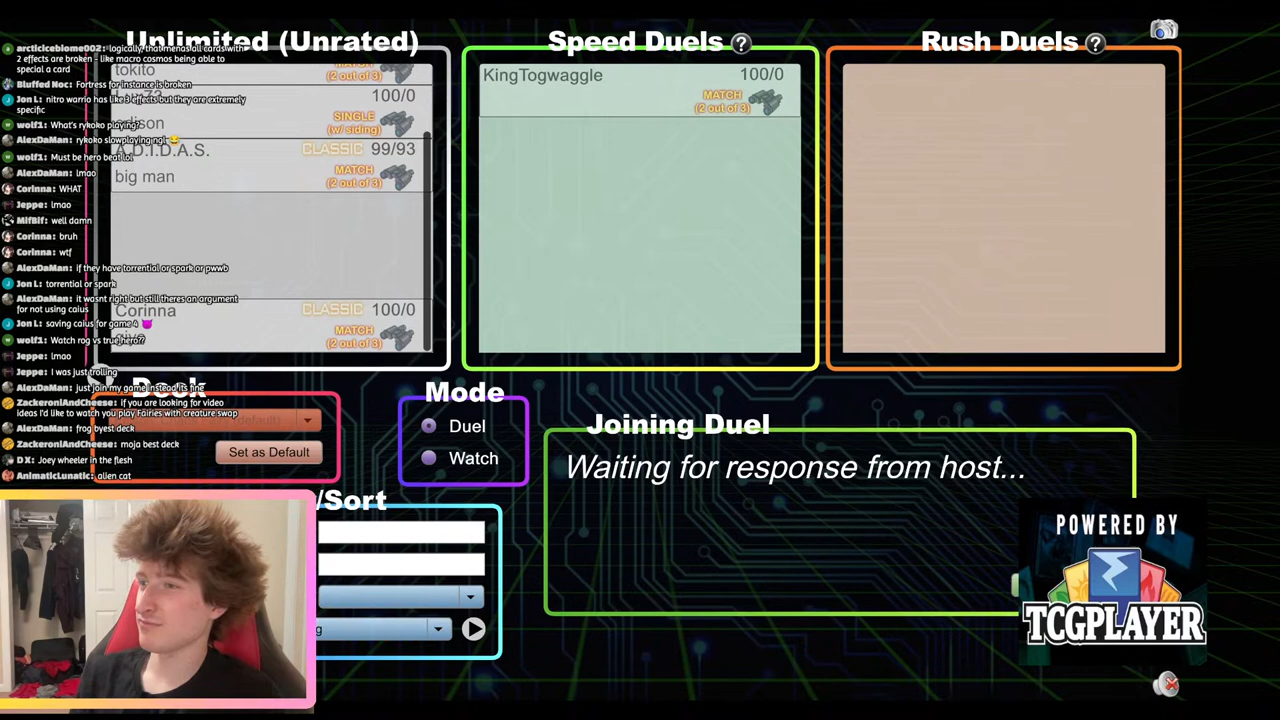 Unlimited (Unrated)
Speed Duels ?
Rush Duels ?
arcticicebiome002: logically, that menas all cards with
2 effects are broken - like macro cosmos being able to
special a card
Bluffed Noc: Fortress for instance is broken
Jon L: nitro warrio has like 3 effects but they are extremely
specific
wolf1: What's rykoko playing?
AlexDaMan: rykoko slowplaying ngl 😂
wolf1: Must be hero beat lol
AlexDaMan: lmao
Corinna: WHAT
Jeppe: lmao
MifBif: well damn
Corinna: bruh
Corinna: wtf
AlexDaMan: if they have torrential or spark or pwwb
Jon L: torrential or spark
AlexDaMan: it wasnt right but still theres an argument
for not using caius
Jon L: saving caius for game 4 😈
wolf1: Watch rog vs true hero??
Jeppe: lmao
Jeppe: I was just trolling
AlexDaMan: just join my game instead its fine
ZackeroniAndCheese: if you are looking for video
ideas I'd like to watch you play Fairies with creature swap
AlexDaMan: frog byest deck
ZackeroniAndCheese: moja best deck
DX: Joey wheeler in the flesh
AnimaticLunatic: alien cat
tokito
MATCH
(2 out of 3)
100/0
SINGLE
(w/ siding)
A.D.I.D.A.S.
CLASSIC 99/93
big man
MATCH
(2 out of 3)
Corinna
CLASSIC 100/0
MATCH
(2 out of 3)
KingTogwaggle
100/0
MATCH
(2 out of 3)
Deck
Set as Default
Mode
Duel
Watch
/Sort
Joining Duel
Waiting for response from host...
POWERED BY
TCGPLAYER